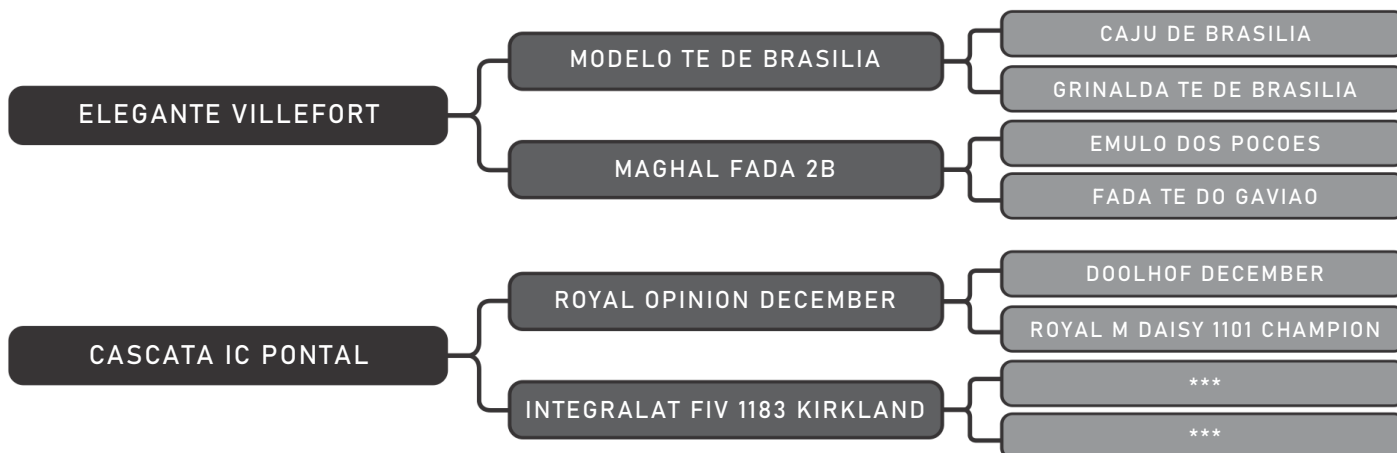 CAJU DE BRASILIA
MODELO TE DE BRASILIA
GRINALDA TE DE BRASILIA
ELEGANTE VILLEFORT
EMULO DOS POCOES
MAGHAL FADA 2B
FADA TE DO GAVIAO
DOOLHOF DECEMBER
ROYAL OPINION DECEMBER
ROYAL M DAISY 1101 CHAMPION
CASCATA IC PONTAL
***
INTEGRALAT FIV 1183 KIRKLAND
***